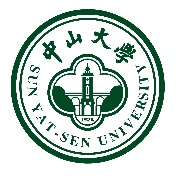 中山大學
SUN YAT-SEN UNIVERSITY